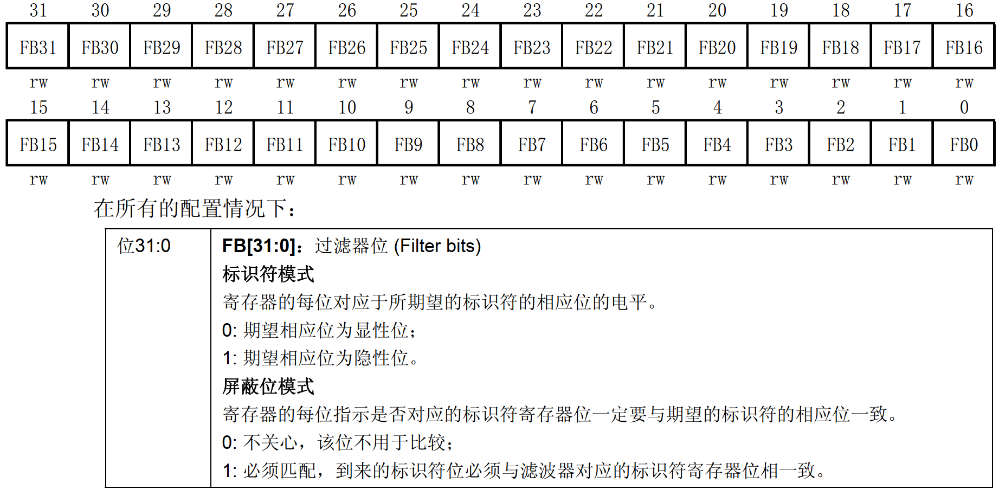 31 30 29 28 27 26 25 24 23 22 21 20 19 18 17 16
FB31 FB30 FB29 FB28 FB27 FB26 FB25 FB24 FB23 FB22 FB21 FB20 FB19 FB18 FB17 FB16
rw rw rw rw rw rw rw rw rw rw rw rw rw rw rw rw
15 14 13 12 11 10 9 8 7 6 5 4 3 2 1 0
FB15 FB14 FB13 FB12 FB11 FB10 FB9 FB8 FB7 FB6 FB5 FB4 FB3 FB2 FB1 FB0
rw rw rw rw rw rw rw rw rw rw rw rw rw rw rw rw
在所有的配置情况下：
位31:0 FB[31:0]：过滤器位 (Filter bits)
标识符模式
寄存器的每位对应于所期望的标识符的相应位的电平。
0: 期望相应位为显性位；
1: 期望相应位为隐性位。
屏蔽位模式
寄存器的每位指示是否对应的标识符寄存器位一定要与期望的标识符的相应位一致。
0: 不关心，该位不用于比较；
1: 必须匹配，到来的标识符位必须与滤波器对应的标识符寄存器位相一致。